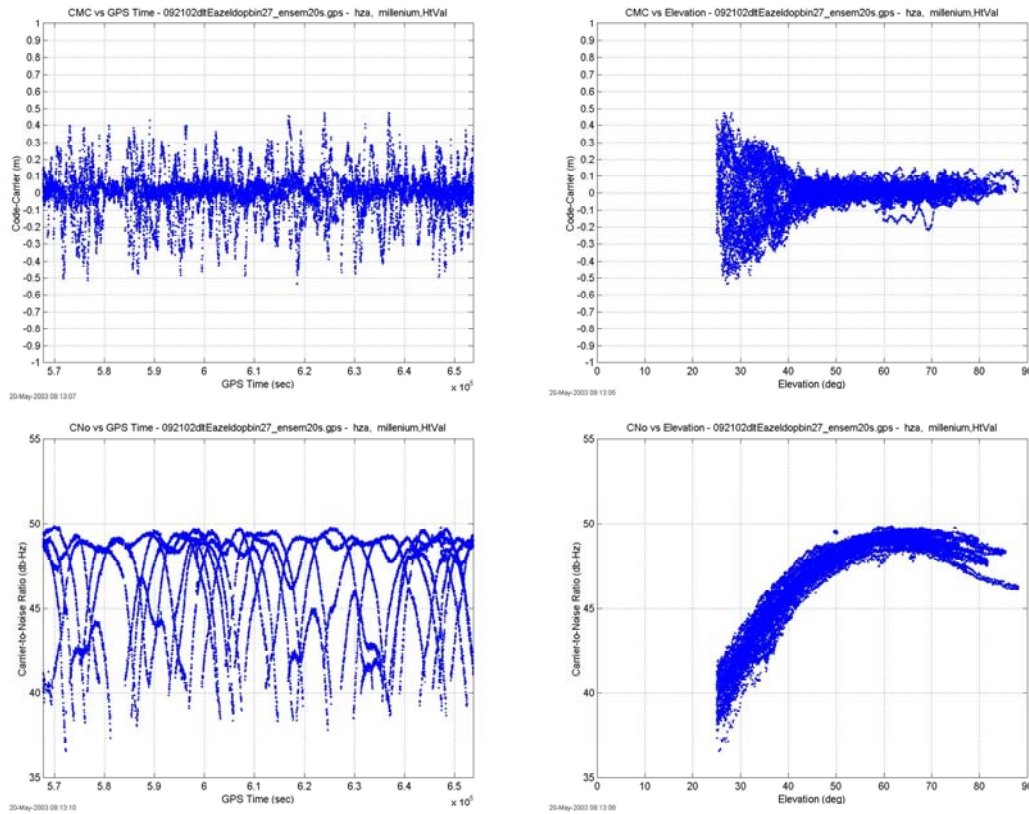 CMC vs GPS Time - 092102dltEazeldopbin27_ensem20s.gps - hza, millenium,HtVal
1
0.9
0.8
0.7
0.6
0.5
0.4
0.3
0.2
0.1
0
-0.1
-0.2
-0.3
-0.4
-0.5
-0.6
-0.7
-0.8
-0.9
-1
Code-Carrier (m)
5.7 5.8 5.9 6 6.1 6.2 6.3 6.4 6.5
GPS Time (sec)
x 10^5
20-May-2003 09:13:07
CMC vs Elevation - 092102dltEazeldopbin27_ensem20s.gps - hza, millenium,HtVal
1
0.9
0.8
0.7
0.6
0.5
0.4
0.3
0.2
0.1
0
-0.1
-0.2
-0.3
-0.4
-0.5
-0.6
-0.7
-0.8
-0.9
-1
Code-Carrier (m)
0 10 20 30 40 50 60 70 80 90
Elevation (deg)
20-May-2003 09:13:05
CNo vs GPS Time - 092102dltEazeldopbin27_ensem20s.gps - hza, millenium,HtVal
55
50
45
40
35
Carrier-to-Noise Ratio (db-Hz)
5.7 5.8 5.9 6 6.1 6.2 6.3 6.4 6.5
GPS Time (sec)
x 10^5
20-May-2003 09:13:10
CNo vs Elevation - 092102dltEazeldopbin27_ensem20s.gps - hza, millenium,HtVal
55
50
45
40
35
Carrier-to-Noise Ratio (db-Hz)
0 10 20 30 40 50 60 70 80 90
Elevation (deg)
20-May-2003 09:13:08